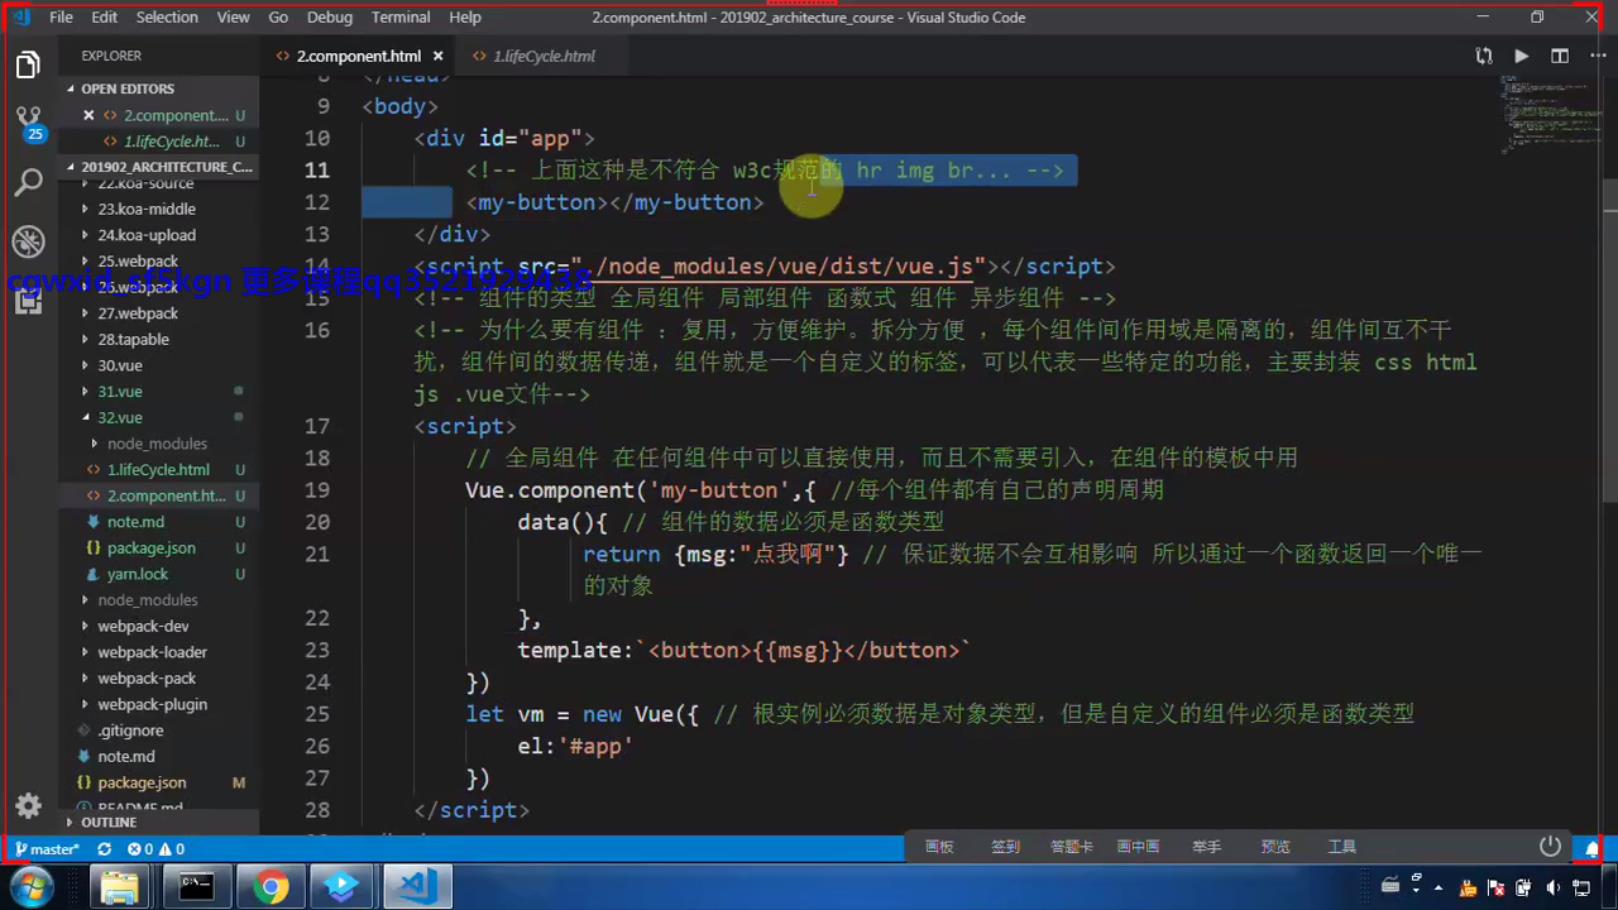 File Edit Selection View Go Debug Terminal Help
2.component.html - 201902_architecture_course - Visual Studio Code
EXPLORER
2.component.html
1.lifeCycle.html
OPEN EDITORS
2.component.... U
1.lifeCycle.ht... U
201902_ARCHITECTURE_C...
22.koa-source
23.koa-middle
24.koa-upload
25.webpack
26.webpack
27.webpack
28.tapable
30.vue
31.vue
32.vue
node_modules
1.lifeCycle.html U
2.component.ht... U
note.md U
package.json U
yarn.lock U
node_modules
webpack-dev
webpack-loader
webpack-pack
webpack-plugin
.gitignore
note.md
package.json M
README.md
OUTLINE
25
8 </head>
9 <body>
10 <div id="app">
11 <!-- 上面这种是不符合 w3c规范的 hr img br... -->
12 <my-button></my-button>
13 </div>
14 <script src="./node_modules/vue/dist/vue.js"></script>
15 <!-- 组件的类型 全局组件 局部组件 函数式 组件 异步组件 -->
16 <!-- 为什么要有组件 : 复用，方便维护。拆分方便 ，每个组件间作用域是隔离的，组件间互不干
扰，组件间的数据传递，组件就是一个自定义的标签，可以代表一些特定的功能，主要封装 css html
js .vue文件-->
17 <script>
18 // 全局组件 在任何组件中可以直接使用，而且不需要引入，在组件的模板中用
19 Vue.component('my-button',{ //每个组件都有自己的声明周期
20 data(){ // 组件的数据必须是函数类型
21 return {msg:"点我啊"} // 保证数据不会互相影响 所以通过一个函数返回一个唯一
的对象
22 },
23 template:`<button>{{msg}}</button>`
24 })
25 let vm = new Vue({ // 根实例必须数据是对象类型，但是自定义的组件必须是函数类型
26 el:'#app'
27 })
28 </script>
cgwxid_sf5kgn 更多课程qq3521929438
master* 0 0
画板 签到 答题卡 画中画 举手 预览 工具